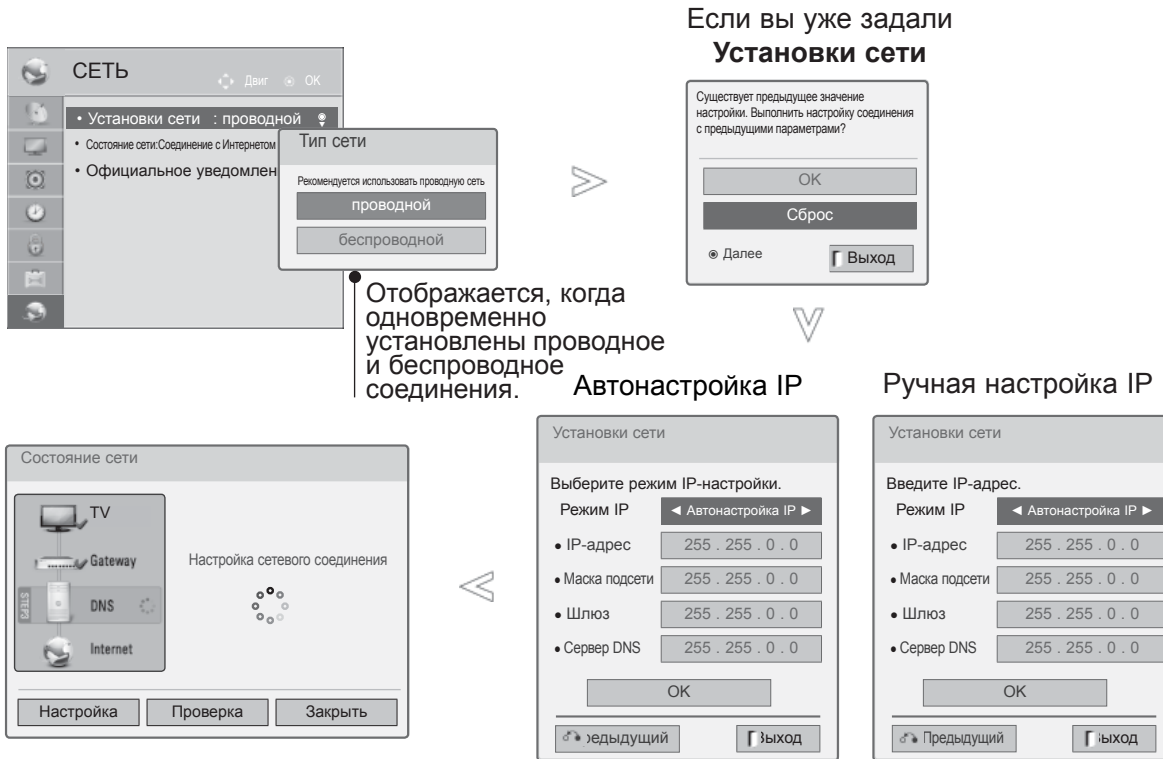 Если вы уже задали
Установки сети
СЕТЬ
Двиг OK
• Установки сети : проводной
• Состояние сети:Соединение с Интернетом
• Официальное уведомлен
Тип сети
Рекомендуется использовать проводную сеть
проводной
беспроводной
Существует предыдущее значение
настройки. Выполнить настройку соединения
с предыдущими параметрами?
OK
Сброс
Далее
Выход
Отображается, когда
одновременно
установлены проводное
и беспроводное
соединения.
Автонастройка IP
Установки сети
Выберите режим IP-настройки.
Режим IP ◄ Автонастройка IP ►
• IP-адрес 255 . 255 . 0 . 0
• Маска подсети 255 . 255 . 0 . 0
• Шлюз 255 . 255 . 0 . 0
• Сервер DNS 255 . 255 . 0 . 0
OK
редыдущий
Выход
Ручная настройка IP
Установки сети
Введите IP-адрес.
Режим IP ◄ Автонастройка IP ►
• IP-адрес 255 . 255 . 0 . 0
• Маска подсети 255 . 255 . 0 . 0
• Шлюз 255 . 255 . 0 . 0
• Сервер DNS 255 . 255 . 0 . 0
OK
Предыдущий
Выход
Состояние сети
TV
Gateway
STEP3
DNS
Internet
Настройка сетевого соединения
Настройка
Проверка
Закрыть